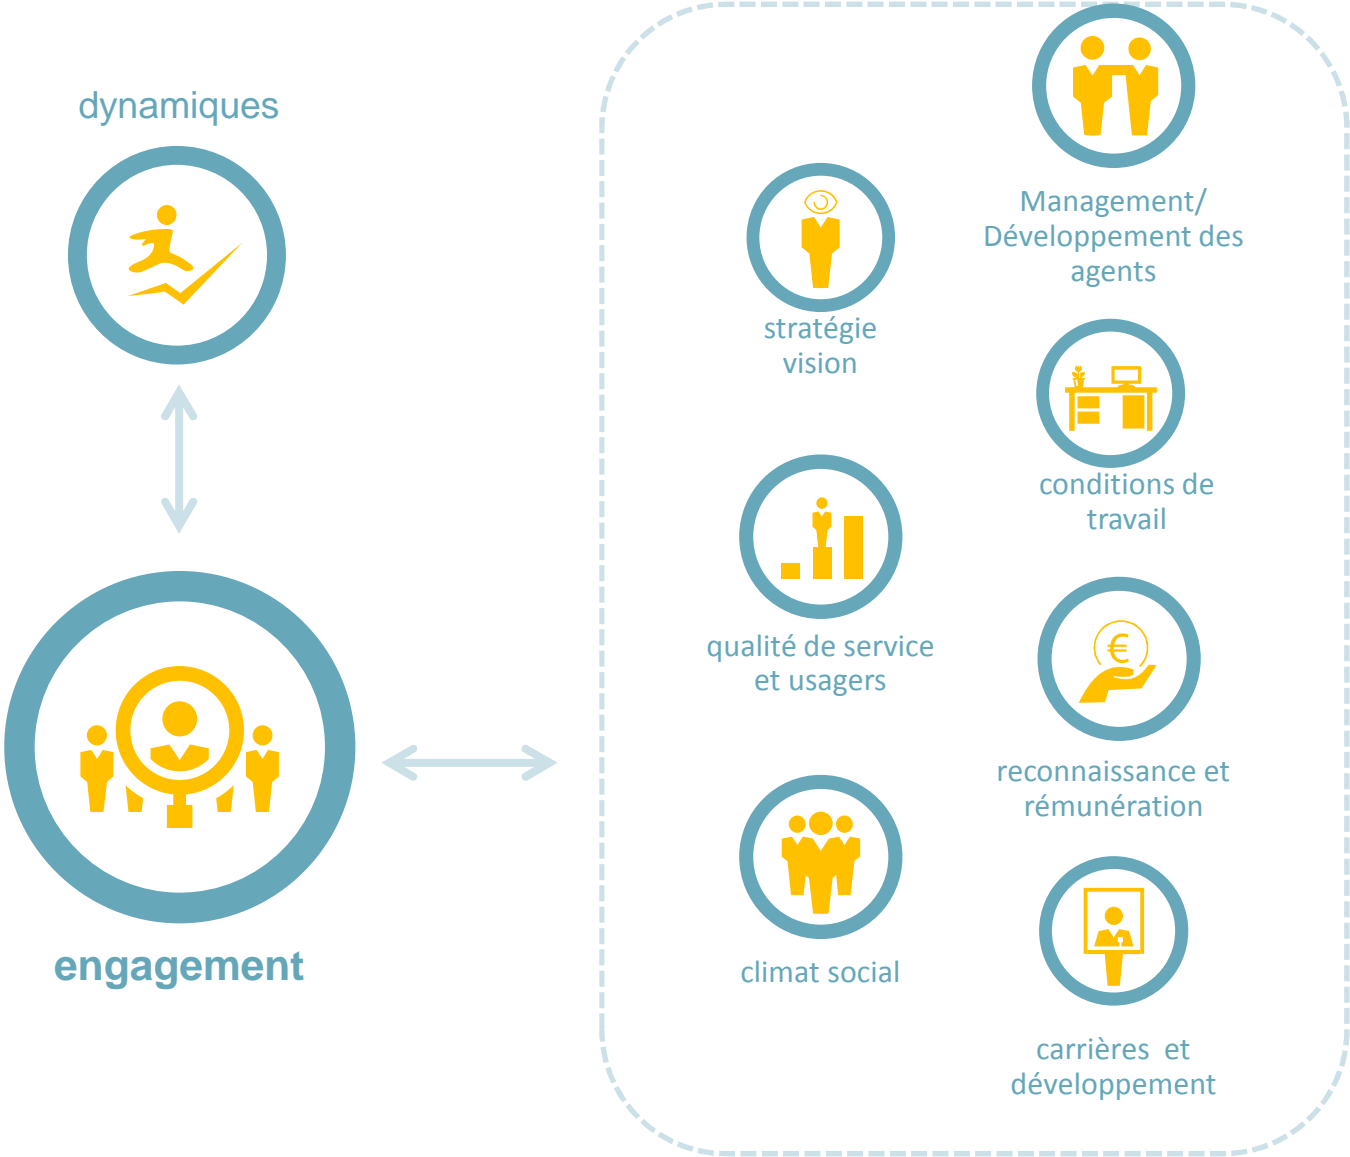 dynamiques
engagement
stratégie
vision
qualité de service
et usagers
climat social
Management/
Développement des
agents
conditions de
travail
€
reconnaissance et
rémunération
carrières et
développement